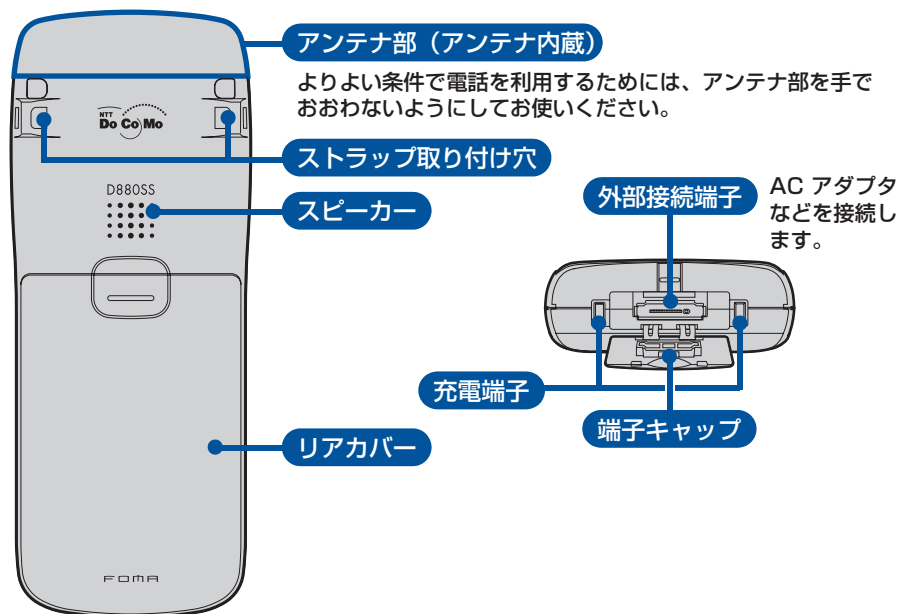 アンテナ部（アンテナ内蔵）
よりよい条件で電話を利用するためには、アンテナ部を手で
おおわないようにしてお使いください。
NTT
DoCoMo
ストラップ取り付け穴
D880SS
スピーカー
リアカバー
FOMA
外部接続端子
AC アダプタ
などを接続し
ます。
充電端子
端子キャップ